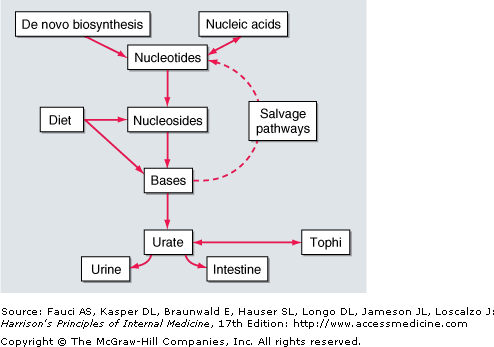 De novo biosynthesis
Nucleic acids
Nucleotides
Diet
Nucleosides
Salvage
pathways
Bases
Urate
Tophi
Urine
Intestine
Source: Fauci AS, Kasper DL, Braunwald E, Hauser SL, Longo DL, Jameson JL, Loscalzo J:
Harrison's Principles of Internal Medicine, 17th Edition: http://www.accessmedicine.com
Copyright © The McGraw-Hill Companies, Inc. All rights reserved.